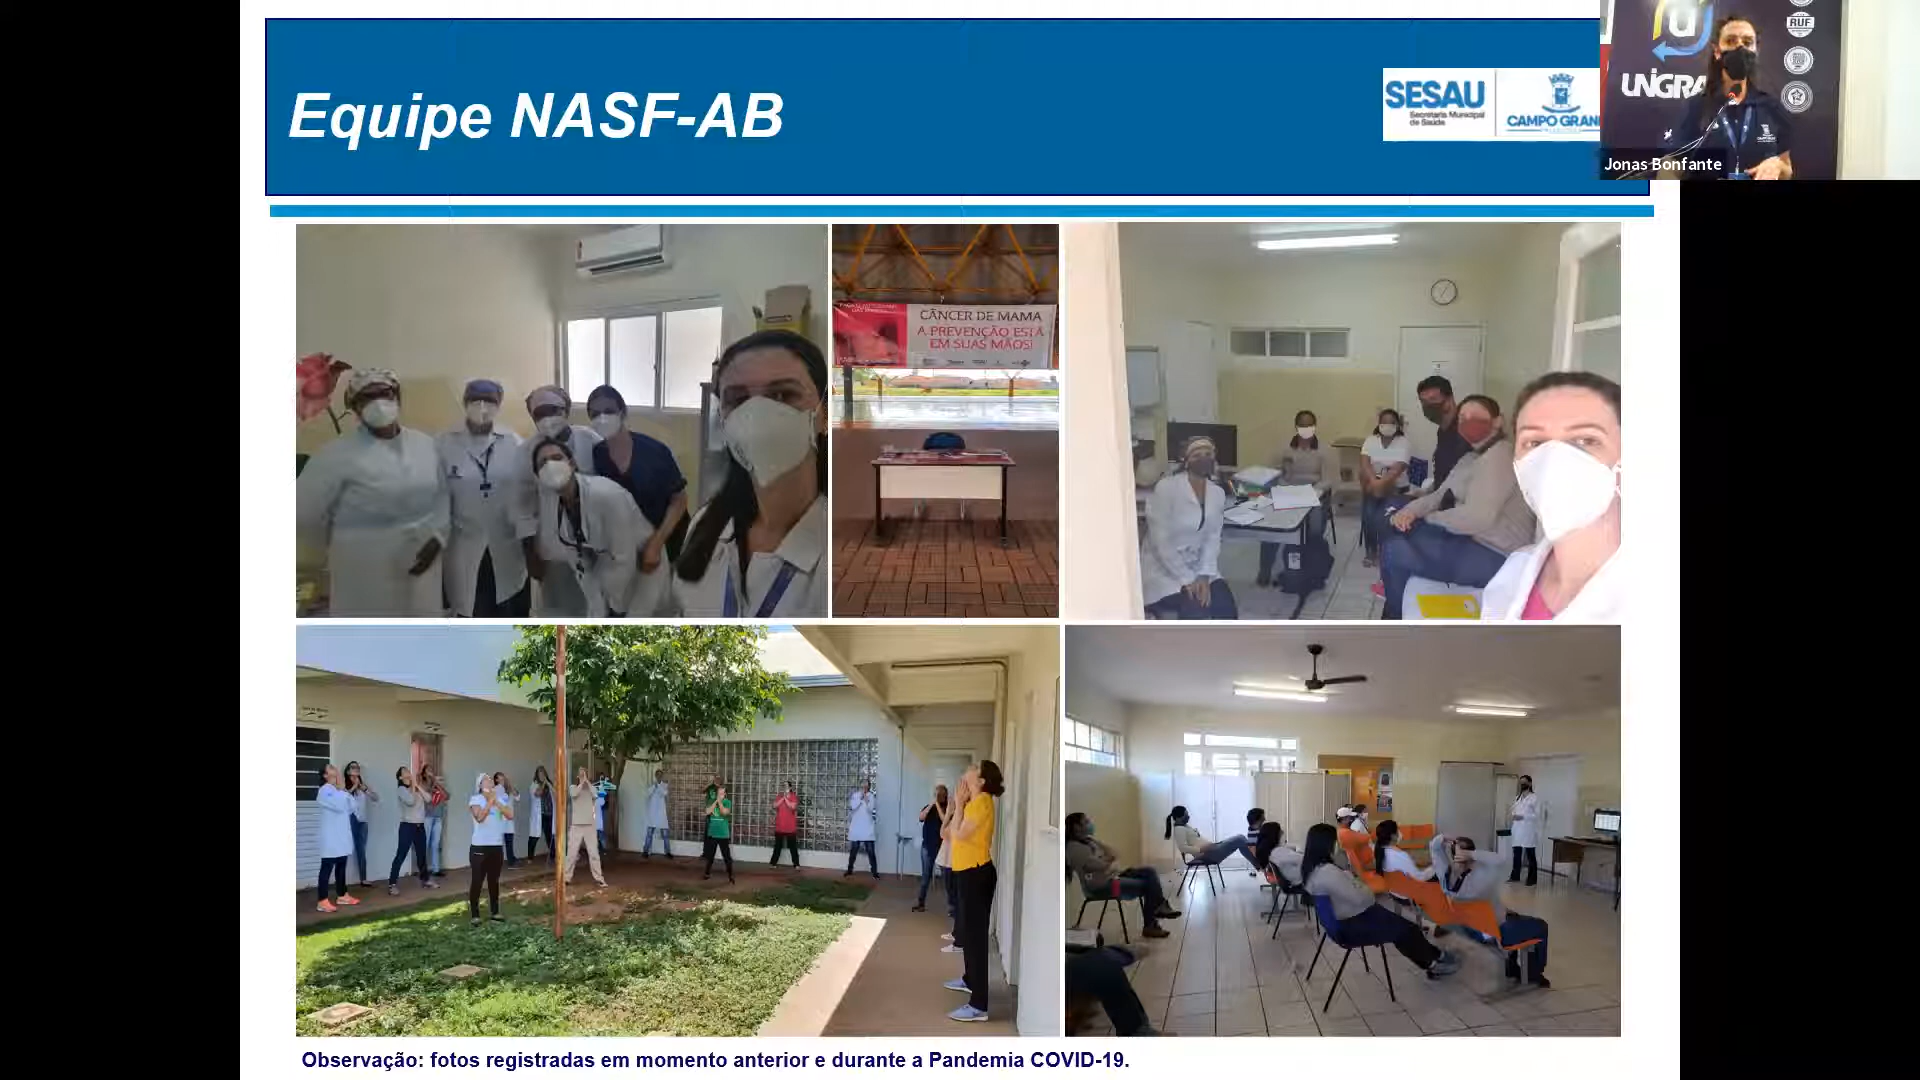 Equipe NASF-AB
SESAU
Secretaria Municipal
de Saúde
CAMPO GRAN
RUF
UNIGRA
Jonas Bonfante
CÂNCER DE MAMA
A PREVENÇÃO ESTÁ
EM SUAS MÃOS!
Observação: fotos registradas em momento anterior e durante a Pandemia COVID-19.